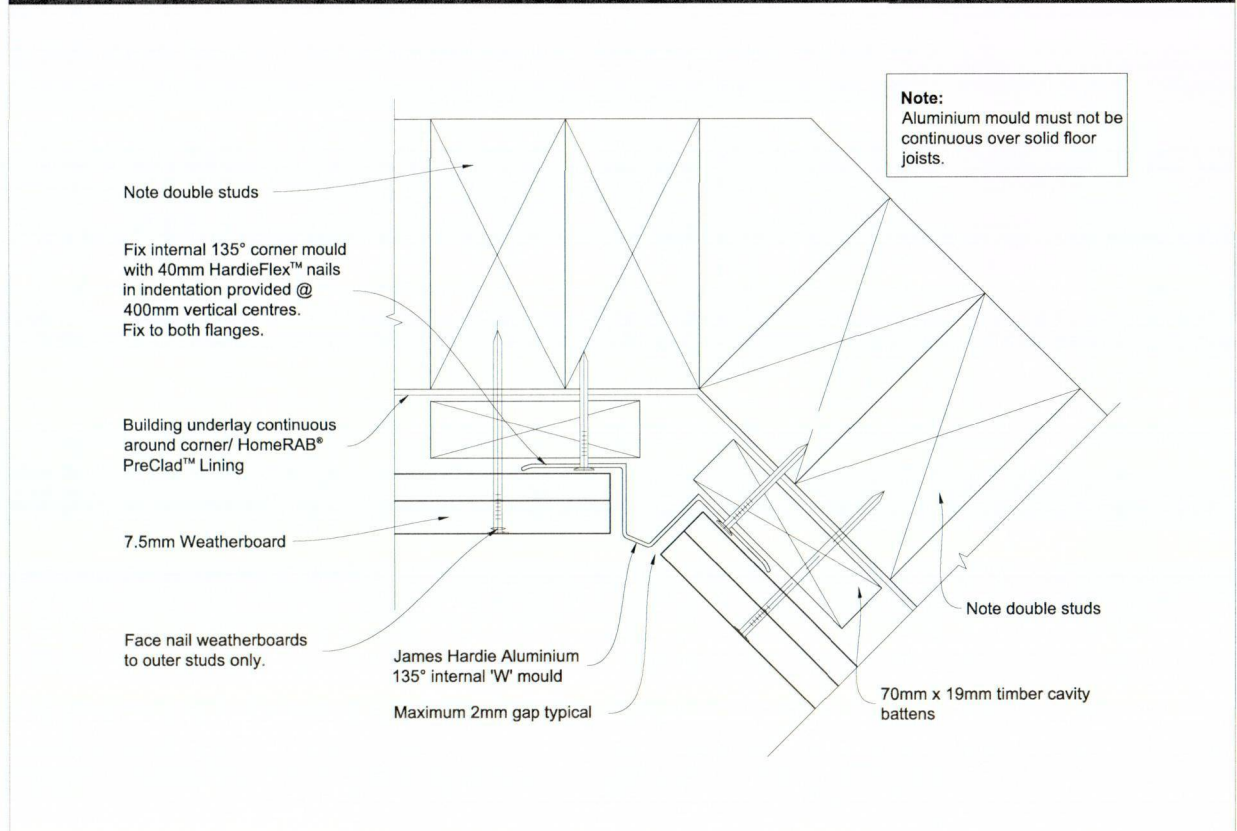 Note:
Aluminium mould must not be
continuous over solid floor
joists.
Note double studs
Fix internal 135° corner mould
with 40mm HardieFlex™ nails
in indentation provided @
400mm vertical centres.
Fix to both flanges.
Building underlay continuous
around corner/ HomeRAB®
PreClad™ Lining
7.5mm Weatherboard
Face nail weatherboards
to outer studs only.
James Hardie Aluminium
135° internal 'W' mould
Maximum 2mm gap typical
Note double studs
70mm x 19mm timber cavity
battens